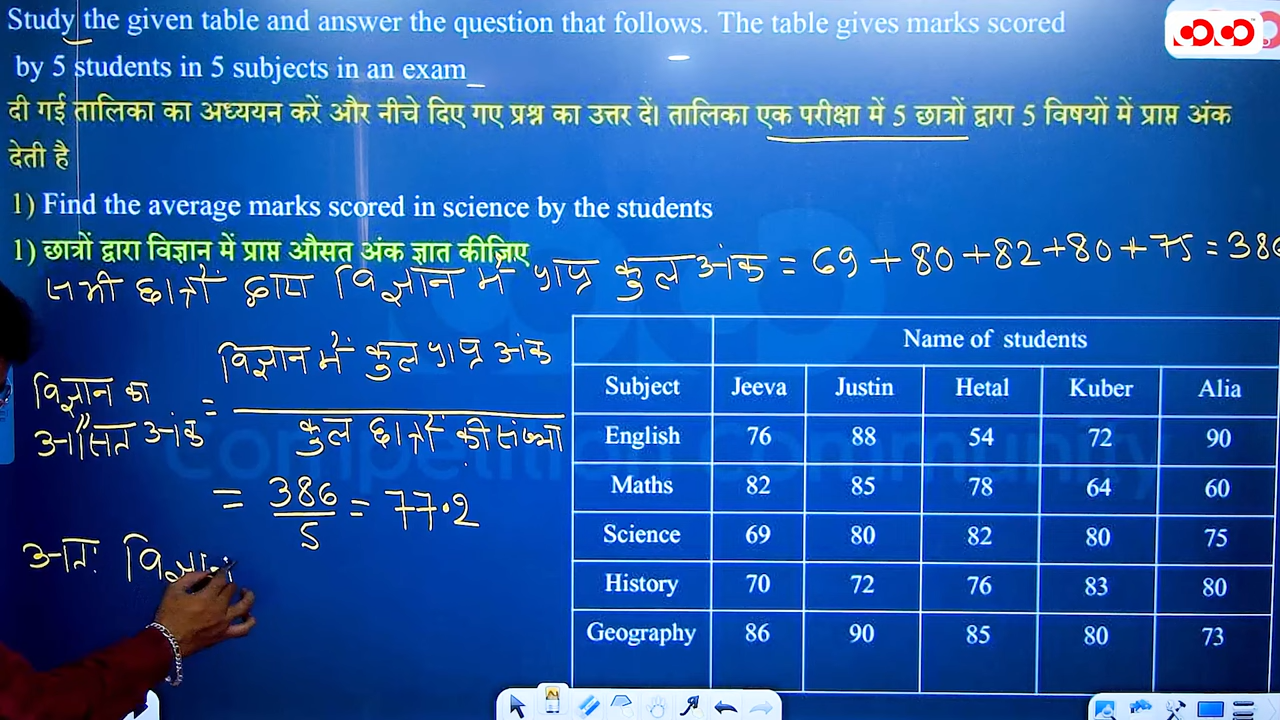 Study the given table and answer the question that follows. The table gives marks scored
by 5 students in 5 subjects in an exam
दी गई तालिका का अध्ययन करें और नीचे दिए गए प्रश्न का उत्तर दें। तालिका एक परीक्षा में 5 छात्रों द्वारा 5 विषयों में प्राप्त अंक
देती है
1) Find the average marks scored in science by the students
1) छात्रों द्वारा विज्ञान में प्राप्त औसत अंक ज्ञात कीजिए
सभी छात्रों द्वारा विज्ञान में प्राप्त कुल अंक = 69 + 80 + 82 + 80 + 75 = 386
विज्ञान में कुल प्राप्त अंक
विज्ञान का
औसत अंक =
कुल छात्रों की संख्या
= 386/5 = 77.2
अतः विज्ञान
Name of students
Subject Jeeva Justin Hetal Kuber Alia
English 76 88 54 72 90
Maths 82 85 78 64 60
Science 69 80 82 80 75
History 70 72 76 83 80
Geography 86 90 85 80 73
Competition Community